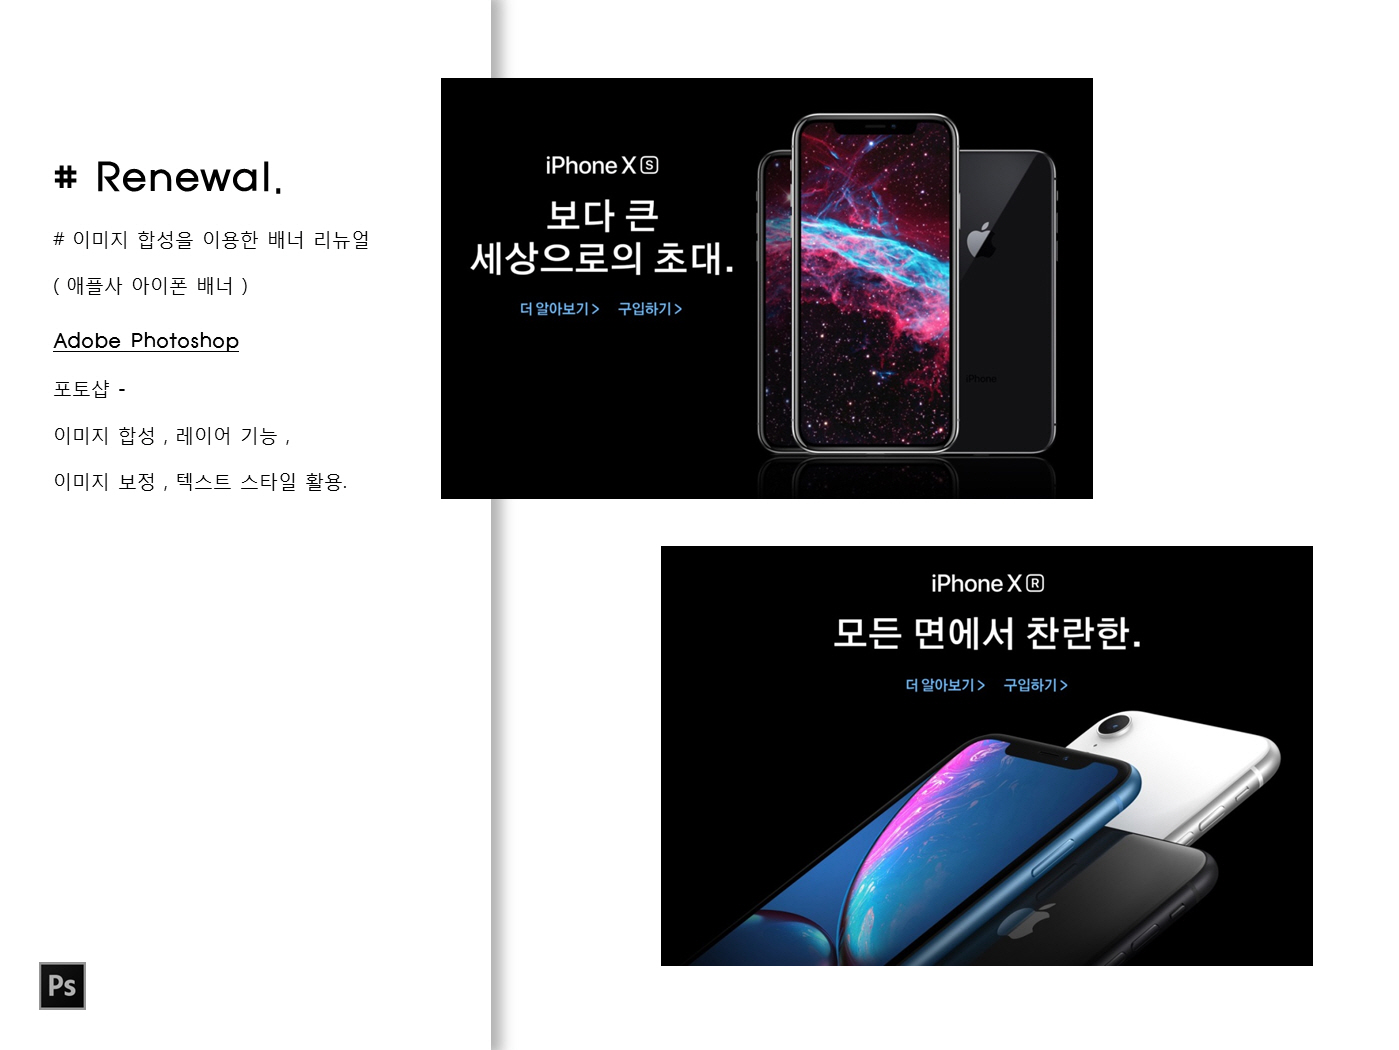 # Renewal.
# 이미지 합성을 이용한 배너 리뉴얼
( 애플사 아이폰 배너 )
Adobe Photoshop
포토샵 -
이미지 합성 , 레이어 기능 ,
이미지 보정 , 텍스트 스타일 활용.
Ps
iPhone X S
보다 큰
세상으로의 초대.
더 알아보기 > 구입하기 >
iPhone
iPhone X R
모든 면에서 찬란한.
더 알아보기 > 구입하기 >